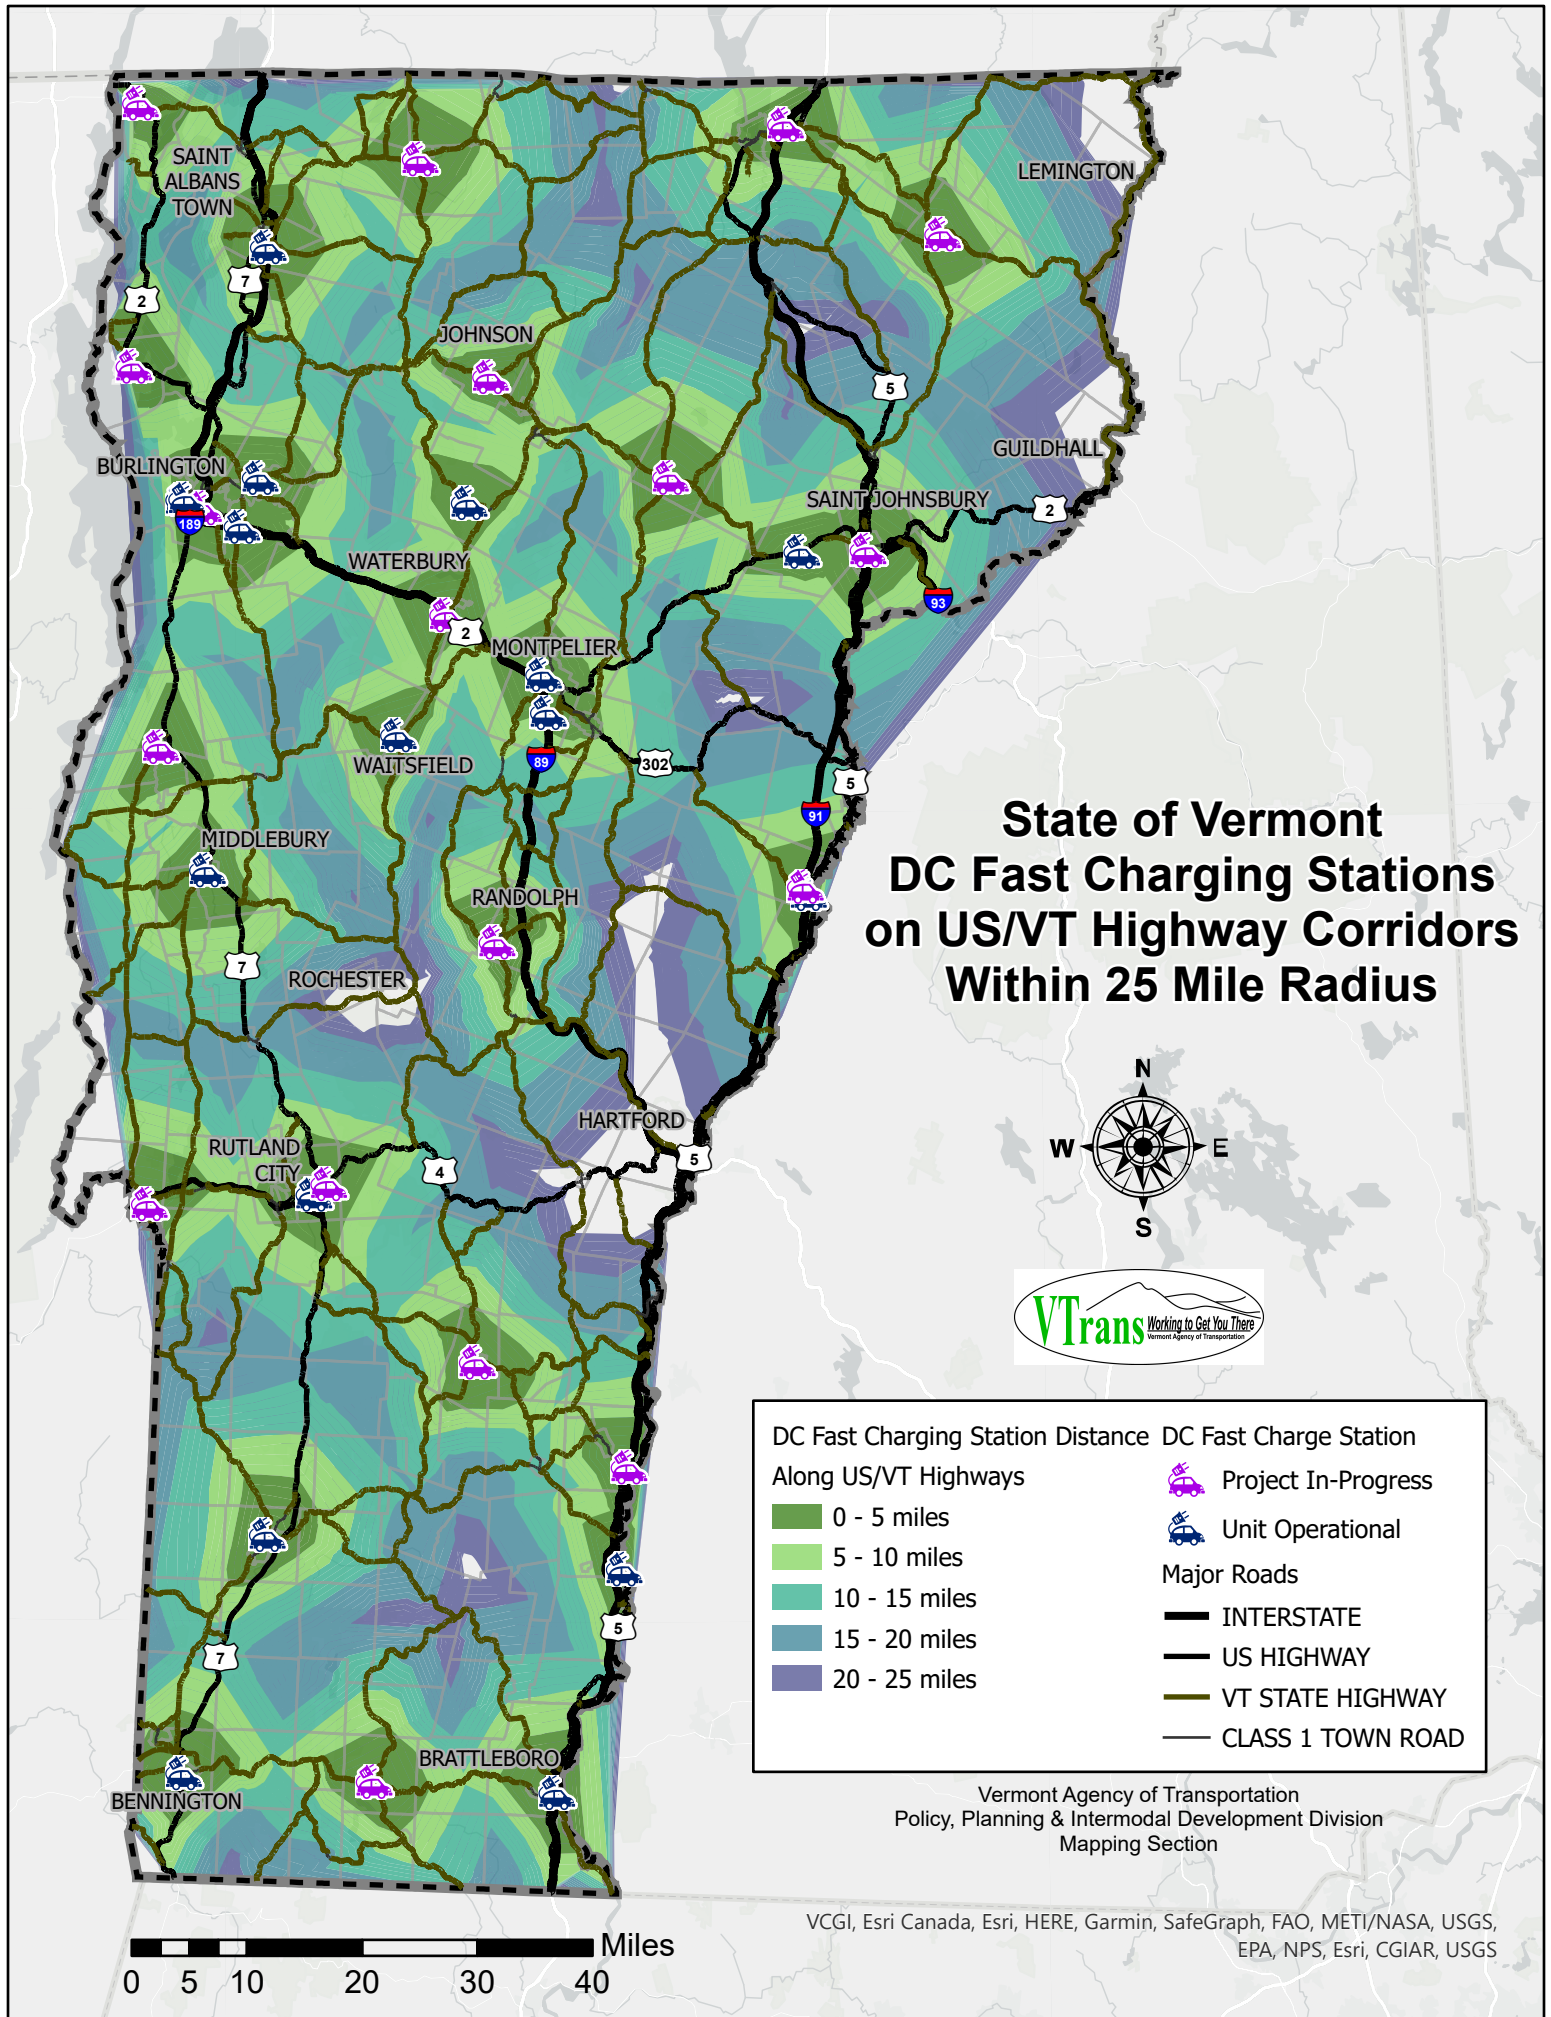 SAINT
ALBANS
TOWN
LEMINGTON
7
2
JOHNSON
5
GUILDHALL
BURLINGTON
SAINT JOHNSBURY
2
189
WATERBURY
93
2
MONTPELIER
WAITSFIELD
89
302
5
91
State of Vermont
DC Fast Charging Stations
on US/VT Highway Corridors
Within 25 Mile Radius
MIDDLEBURY
RANDOLPH
7
ROCHESTER
HARTFORD
RUTLAND
CITY
4
5
N
W
E
S
VTrans
Working to Get You There
Vermont Agency of Transportation
DC Fast Charging Station Distance
Along US/VT Highways
0 - 5 miles
5 - 10 miles
10 - 15 miles
15 - 20 miles
20 - 25 miles
DC Fast Charge Station
Project In-Progress
Unit Operational
Major Roads
INTERSTATE
US HIGHWAY
VT STATE HIGHWAY
CLASS 1 TOWN ROAD
5
7
BRATTLEBORO
BENNINGTON
Vermont Agency of Transportation
Policy, Planning & Intermodal Development Division
Mapping Section
VCGI, Esri Canada, Esri, HERE, Garmin, SafeGraph, FAO, METI/NASA, USGS,
EPA, NPS, Esri, CGIAR, USGS
Miles
0 5 10 20 30 40